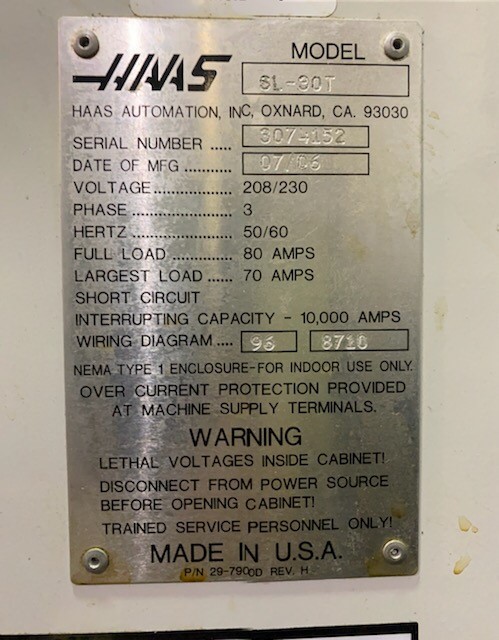 HAAS
MODEL
SL-30T
HAAS AUTOMATION, INC, OXNARD, CA. 93030
SERIAL NUMBER ..... 3074152
DATE OF MFG ........... 07/06
VOLTAGE.................. 208/230
PHASE ....................... 3
HERTZ ....................... 50/60
FULL LOAD .............. 80 AMPS
LARGEST LOAD ...... 70 AMPS
SHORT CIRCUIT
INTERRUPTING CAPACITY - 10,000 AMPS
WIRING DIAGRAM .... 96
NEMA TYPE 1 ENCLOSURE-FOR INDOOR USE ONLY.
OVER CURRENT PROTECTION PROVIDED
AT MACHINE SUPPLY TERMINALS.
WARNING
LETHAL VOLTAGES INSIDE CABINET!
DISCONNECT FROM POWER SOURCE
BEFORE OPENING CABINET!
TRAINED SERVICE PERSONNEL ONLY!
MADE IN U.S.A.
P/N 29-7900D REV. H